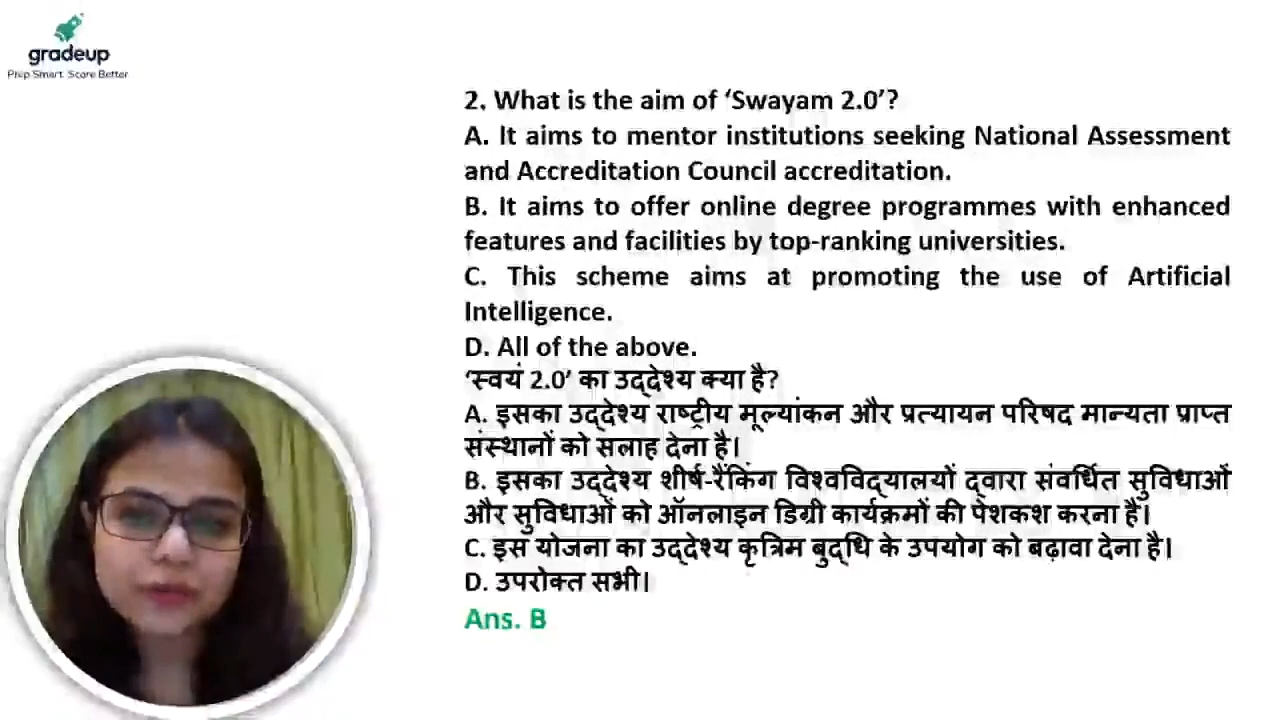 gradeup
Prep Smart. Score Better
2. What is the aim of ‘Swayam 2.0’?
A. It aims to mentor institutions seeking National Assessment
and Accreditation Council accreditation.
B. It aims to offer online degree programmes with enhanced
features and facilities by top-ranking universities.
C. This scheme aims at promoting the use of Artificial
Intelligence.
D. All of the above.
‘स्वयं 2.0’ का उद्देश्य क्या है?
A. इसका उद्देश्य राष्ट्रीय मूल्यांकन और प्रत्यायन परिषद मान्यता प्राप्त
संस्थानों को सलाह देना है।
B. इसका उद्देश्य शीर्ष-रैंकिंग विश्वविद्यालयों द्वारा संवर्धित सुविधाओं
और सुविधाओं को ऑनलाइन डिग्री कार्यक्रमों की पेशकश करना है।
C. इस योजना का उद्देश्य कृत्रिम बुद्धि के उपयोग को बढ़ावा देना है।
D. उपरोक्त सभी।
Ans. B